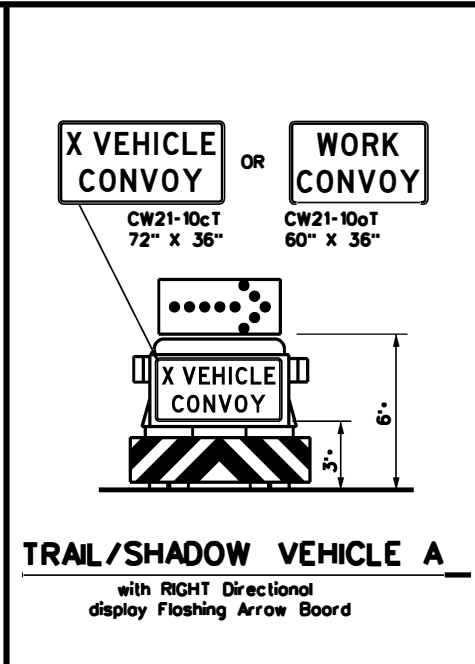 X VEHICLE
CONVOY
OR
WORK
CONVOY
CW21-10cT
72" X 36"
CW21-10aT
60" X 36"
X VEHICLE
CONVOY
6'•
3'•
TRAIL/SHADOW VEHICLE A
with RIGHT Directional
display Flashing Arrow Board